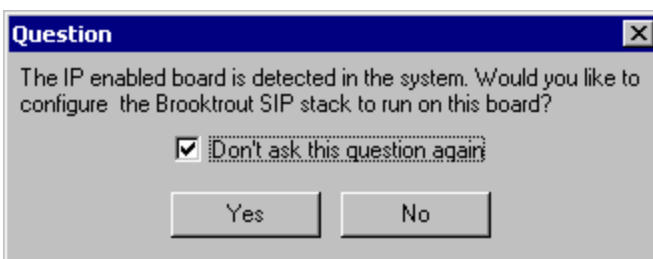 Question
The IP enabled board is detected in the system. Would you like to
configure the Brooktrout SIP stack to run on this board?
Don't ask this question again
Yes
No